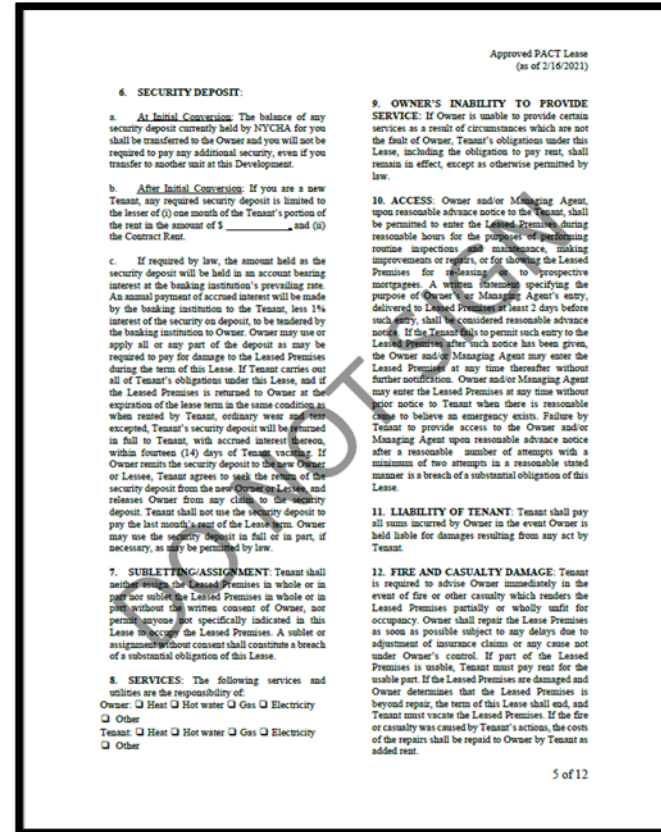 Approved PACT Lease
(as of 2/16/2021)
6. SECURITY DEPOSIT:
a. At Initial Conversion: The balance of any
security deposit currently held by NYCHA for you
shall be transferred to the Owner and you will not be
required to pay any additional security, even if you
transfer to another unit at this Development.
b. After Initial Conversion: If you are a new
Tenant, any required security deposit is limited to
the lesser of (i) one month of the Tenant's portion of
the rent in the amount of $ ____________, and (ii)
the Contract Rent.
c. If required by law, the amount held as the
security deposit will be held in an account bearing
interest at the banking institution's prevailing rate.
An annual payment of accrued interest will be made
by the banking institution to the Tenant, less 1%
interest of the security on deposit, to be tendered by
the banking institution to Owner. Owner may use or
apply all or any part of the deposit as may be
required to pay for damage to the Leased Premises
during the term of this Lease. If Tenant carries out
all of Tenant's obligations under this Lease, and if
the Leased Premises is returned to Owner at the
expiration of the lease term in the same condition as
when rented by Tenant, ordinary wear and tear
excepted, Tenant's security deposit will be returned
in full to Tenant, with accrued interest thereon,
within fourteen (14) days of Tenant vacating. If
Owner remits the security deposit to the new Owner
or Lessee, Tenant agrees to seek the return of the
security deposit from the new Owner or Lessee, and
releases Owner from any claim to the security
deposit. Tenant shall not use the security deposit to
pay the last month's rent of the Lease term. Owner
may use the security deposit in full or in part, if
necessary, as may be permitted by law.
7. SUBLETTING/ASSIGNMENT: Tenant shall
neither assign the Leased Premises in whole or in
part nor sublet the Leased Premises in whole or in
part without the written consent of Owner, nor
permit anyone not specifically indicated in this
Lease to occupy the Leased Premises. A sublet or
assignment without consent shall constitute a breach
of a substantial obligation of this Lease.
8. SERVICES: The following services and
utilities are the responsibility of:
Owner: ❑ Heat ❑ Hot water ❑ Gas ❑ Electricity
❑ Other
Tenant: ❑ Heat ❑ Hot water ❑ Gas ❑ Electricity
❑ Other
9. OWNER'S INABILITY TO PROVIDE
SERVICE: If Owner is unable to provide certain
services as a result of circumstances which are not
the fault of Owner, Tenant's obligations under this
Lease, including the obligation to pay rent, shall
remain in effect, except as otherwise permitted by
law.
10. ACCESS: Owner and/or Managing Agent,
upon reasonable advance notice to the Tenant, shall
be permitted to enter the Leased Premises during
reasonable hours for the purposes of performing
routine inspections and maintenance, making
improvements or repairs, or for showing the Leased
Premises for re-leasing or to prospective
mortgagees. A written statement specifying the
purpose of Owner's or Managing Agent's entry,
delivered to Leased Premises at least 2 days before
such entry, shall be considered reasonable advance
notice. If the Tenant fails to permit such entry to the
Leased Premises after such notice has been given,
the Owner and/or Managing Agent may enter the
Leased Premises at any time thereafter without
further notification. Owner and/or Managing Agent
may enter the Leased Premises at any time without
prior notice to Tenant when there is reasonable
cause to believe an emergency exists. Failure by
Tenant to provide access to the Owner and/or
Managing Agent upon reasonable advance notice
after a reasonable number of attempts with a
minimum of two attempts in a reasonable stated
manner is a breach of a substantial obligation of this
Lease.
11. LIABILITY OF TENANT: Tenant shall pay
all sums incurred by Owner in the event Owner is
held liable for damages resulting from any act by
Tenant.
12. FIRE AND CASUALTY DAMAGE: Tenant
is required to advise Owner immediately in the
event of fire or other casualty which renders the
Leased Premises partially or wholly unfit for
occupancy. Owner shall repair the Lease Premises
as soon as possible subject to any delays due to
adjustment of insurance claims or any cause not
under Owner's control. If part of the Leased
Premises is usable, Tenant must pay rent for the
usable part. If the Leased Premises are damaged and
Owner determines that the Leased Premises is
beyond repair, the term of this Lease shall end, and
Tenant must vacate the Leased Premises. If the fire
or casualty was caused by Tenant's actions, the costs
of the repairs shall be repaid to Owner by Tenant as
added rent.
5 of 12
DO NOT SIGN